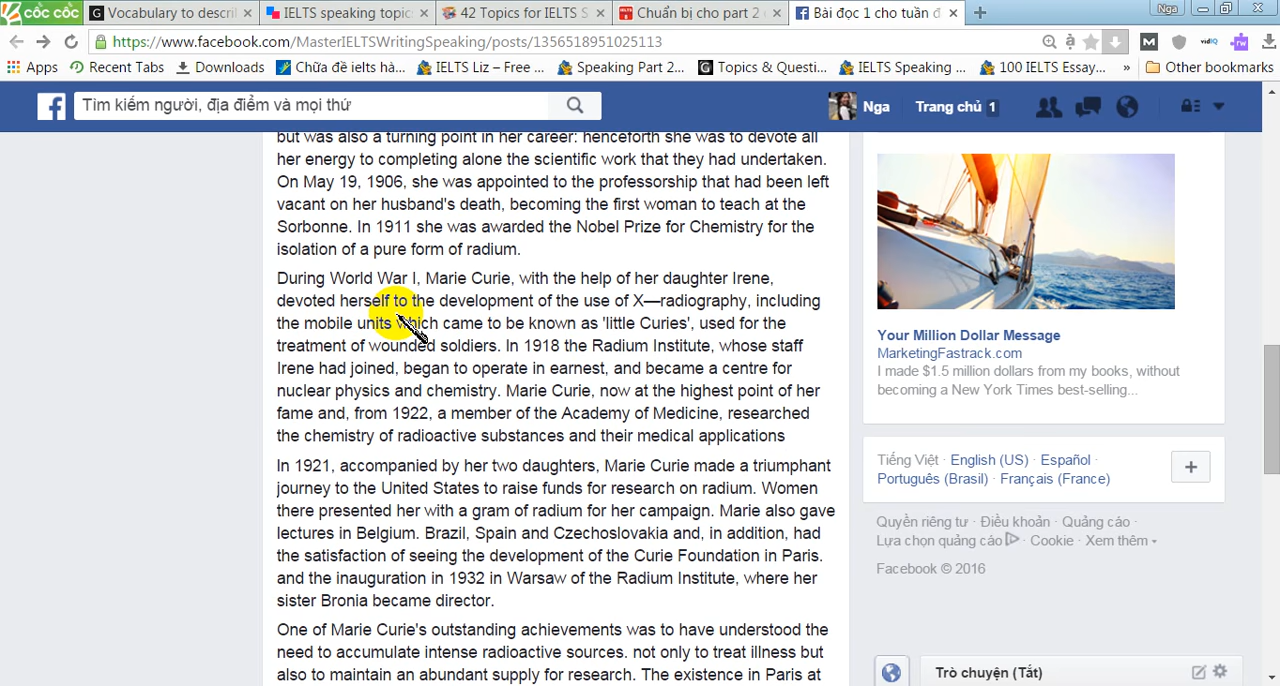 CỐC CỐC
Vocabulary to descril
IELTS speaking topic
42 Topics for IELTS S
Chuẩn bị cho part 2
Bài đọc 1 cho tuần đ
Nga
https://www.facebook.com/MasterIELTSWritingSpeaking/posts/1356518951025113
Apps
Recent Tabs
Downloads
Chữa đề ielts hà...
IELTS Liz – Free ...
Speaking Part 2...
Topics & Questi...
IELTS Speaking ...
100 IELTS Essay...
»
Other bookmarks
Tìm kiếm người, địa điểm và mọi thứ
Nga
Trang chủ 1
but was also a turning point in her career: henceforth she was to devote all
her energy to completing alone the scientific work that they had undertaken.
On May 19, 1906, she was appointed to the professorship that had been left
vacant on her husband's death, becoming the first woman to teach at the
Sorbonne. In 1911 she was awarded the Nobel Prize for Chemistry for the
isolation of a pure form of radium.
During World War I, Marie Curie, with the help of her daughter Irene,
devoted herself to the development of the use of X—radiography, including
the mobile units which came to be known as 'little Curies', used for the
treatment of wounded soldiers. In 1918 the Radium Institute, whose staff
Irene had joined, began to operate in earnest, and became a centre for
nuclear physics and chemistry. Marie Curie, now at the highest point of her
fame and, from 1922, a member of the Academy of Medicine, researched
the chemistry of radioactive substances and their medical applications
In 1921, accompanied by her two daughters, Marie Curie made a triumphant
journey to the United States to raise funds for research on radium. Women
there presented her with a gram of radium for her campaign. Marie also gave
lectures in Belgium. Brazil, Spain and Czechoslovakia and, in addition, had
the satisfaction of seeing the development of the Curie Foundation in Paris.
and the inauguration in 1932 in Warsaw of the Radium Institute, where her
sister Bronia became director.
One of Marie Curie's outstanding achievements was to have understood the
need to accumulate intense radioactive sources. not only to treat illness but
also to maintain an abundant supply for research. The existence in Paris at
Your Million Dollar Message
MarketingFastrack.com
I made $1.5 million dollars from my books, without
becoming a New York Times best-selling...
Tiếng Việt · English (US) · Español ·
Português (Brasil) · Français (France)
Quyền riêng tư · Điều khoản · Quảng cáo ·
Lựa chọn quảng cáo · Cookie · Xem thêm
Facebook © 2016
Trò chuyện (Tắt)